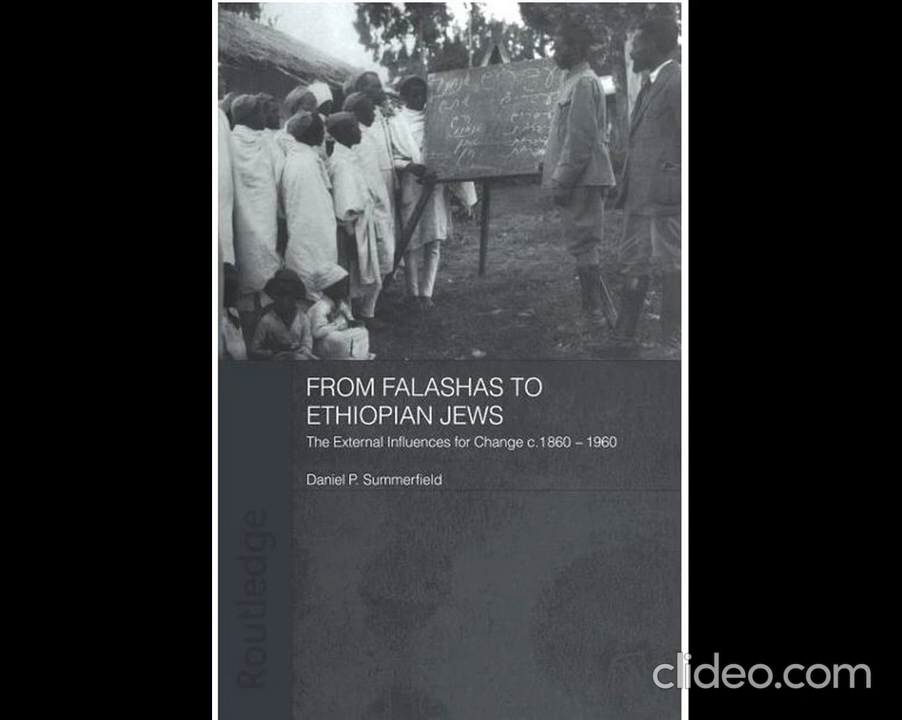 FROM FALASHAS TO
ETHIOPIAN JEWS
The External Influences for Change c.1860 – 1960
Daniel P. Summerfield
Routledge
clideo.com